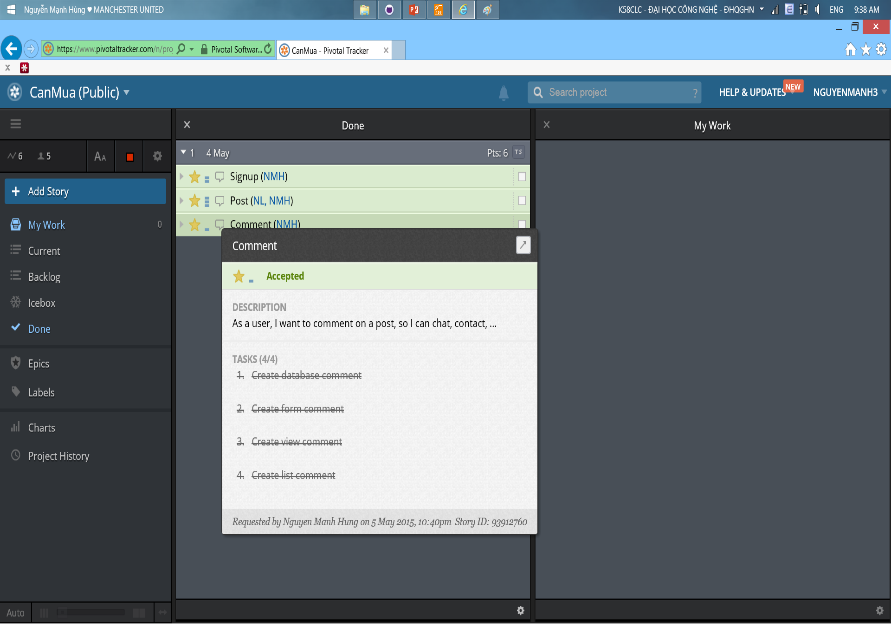 Nguyễn Mạnh Hùng ♥ MANCHESTER UNITED
K58CLC - ĐẠI HỌC CÔNG NGHỆ - ĐHQGHN
ENG 9:38 AM
https://www.pivotaltracker.com/n/pro
Pivotal Softwar...
CanMua - Pivotal Tracker
CanMua (Public)
Search project ?
HELP & UPDATES NEW
NGUYENMANH3
6 5 AA
Add Story
My Work 0
Current
Backlog
Icebox
Done
Epics
Labels
Charts
Project History
Auto
Done
1 4 May Pts: 6 TS
Signup (NMH)
Post (NL, NMH)
Comment (NMH)
Comment
Accepted
DESCRIPTION
As a user, I want to comment on a post, so I can chat, contact, ...
TASKS (4/4)
1. Create database comment
2. Create form comment
3. Create view comment
4. Create list comment
Requested by Nguyen Manh Hung on 5 May 2015, 10:40pm Story ID: 93912760
My Work